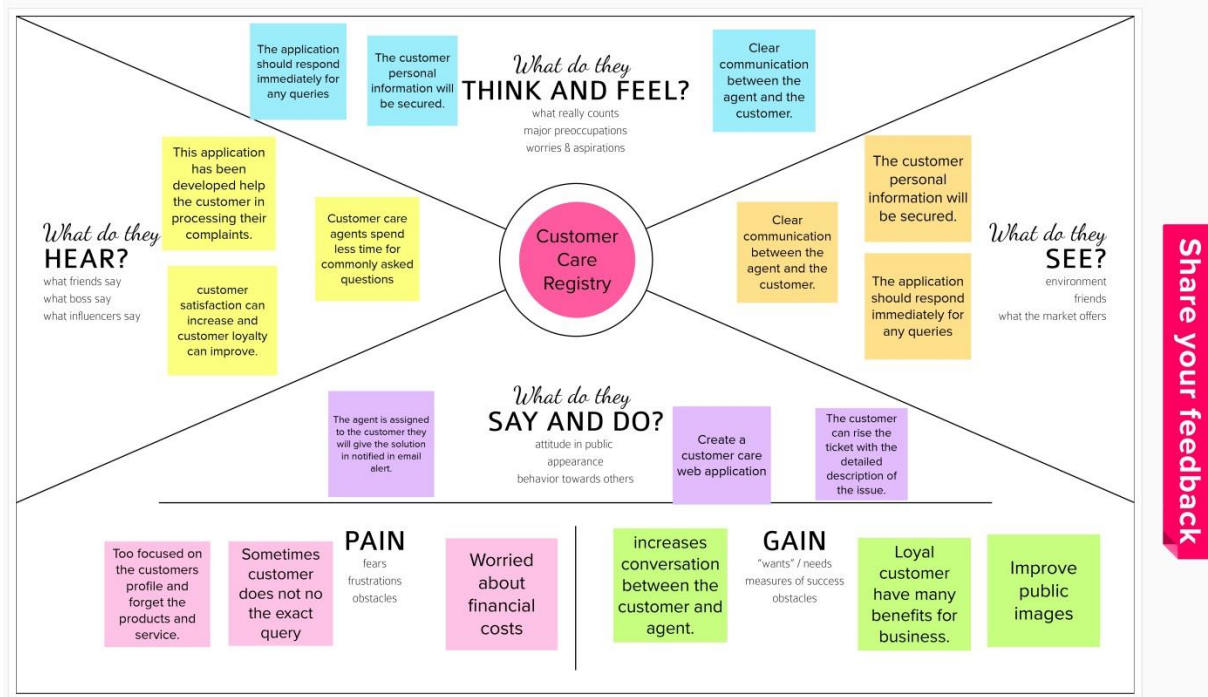 The application
should respond
immediately for
any queries
The customer
personal
information will
be secured.
What do they
THINK AND FEEL?
what really counts
major preoccupations
worries & aspirations
Clear
communication
between the
agent and the
customer.
This application
has been
developed help
the customer in
processing their
complaints.
Customer care
agents spend
less time for
commonly asked
questions
What do they
HEAR?
what friends say
what boss say
what influencers say
customer
satisfaction can
increase and
customer loyalty
can improve.
Customer
Care
Registry
Clear
communication
between the
agent and the
customer.
The customer
personal
information will
be secured.
The application
should respond
immediately for
any queries
What do they
SEE?
environment
friends
what the market offers
The agent is assigned
to the customer they
will give the solution
in notified in email
alert.
What do they
SAY AND DO?
attitude in public
appearance
behavior towards others
Create a
customer care
web application
The customer
can rise the
ticket with the
detailed
description of
the issue.
Too focused on
the customers
profile and
forget the
products and
service.
Sometimes
customer
does not no
the exact
query
PAIN
fears
frustrations
obstacles
Worried
about
financial
costs
increases
conversation
between the
customer and
agent.
GAIN
"wants" / needs
measures of success
obstacles
Loyal
customer
have many
benefits for
business.
Improve
public
images
Share your feedback